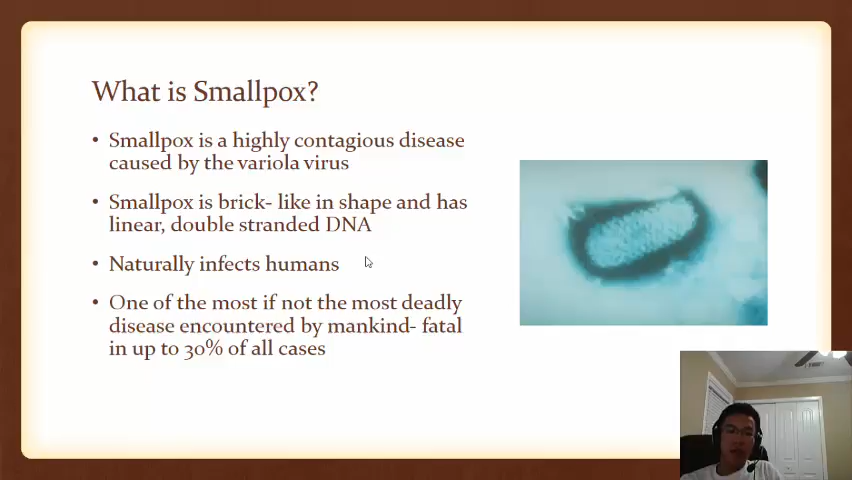 What is Smallpox?
• Smallpox is a highly contagious disease
caused by the variola virus
• Smallpox is brick- like in shape and has
linear, double stranded DNA
• Naturally infects humans
• One of the most if not the most deadly
disease encountered by mankind- fatal
in up to 30% of all cases